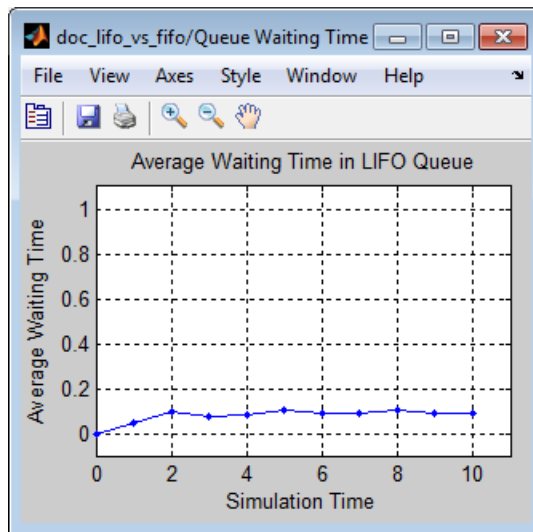 doc_lifo_vs_fifo/Queue Waiting Time
File View Axes Style Window Help
Average Waiting Time in LIFO Queue
Average Waiting Time
1
0.8
0.6
0.4
0.2
0
0 2 4 6 8 10
Simulation Time